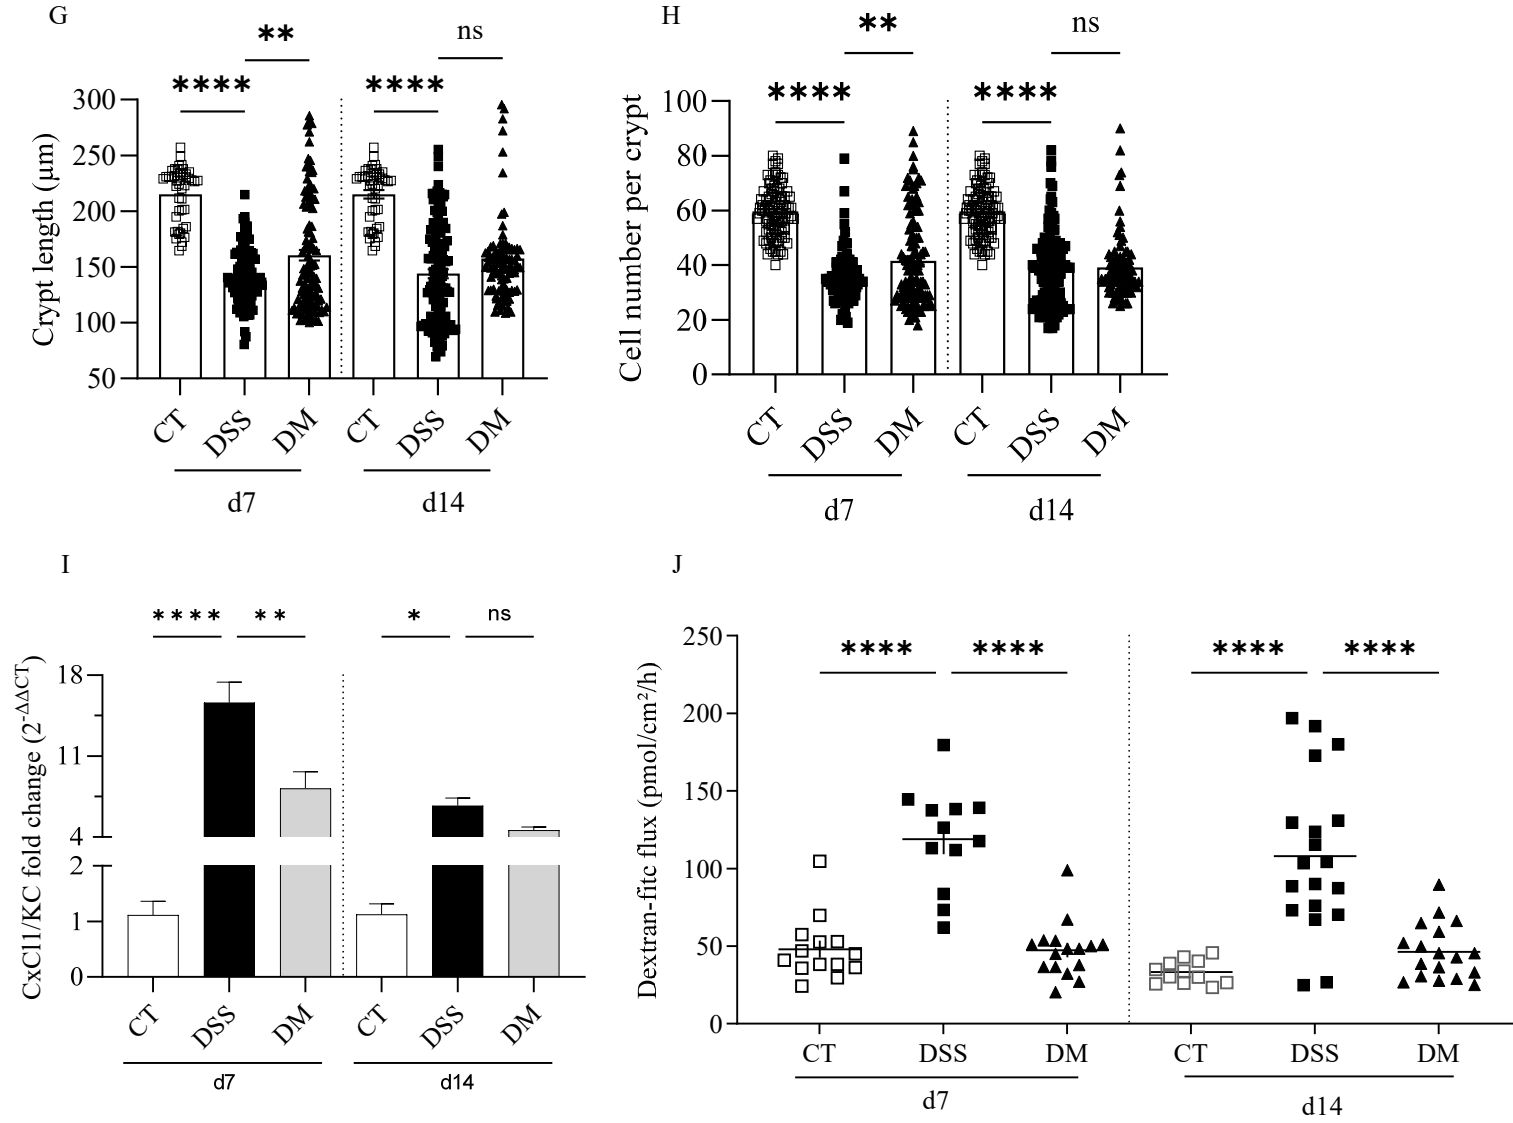 G
** ns
**** ****
Crypt length (µm)
300
250
200
150
100
50
CT DSS DM CT DSS DM
d7 d14
H
** ns
**** ****
Cell number per crypt
100
80
60
40
20
0
CT DSS DM CT DSS DM
d7 d14
I
**** ** * ns
CxCl1/KC fold change (2^-ΔΔCT)
18
11
4
2
1
0
CT DSS DM CT DSS DM
d7 d14
J
**** **** **** ****
Dextran-fitc flux (pmol/cm²/h)
250
200
150
100
50
0
CT DSS DM CT DSS DM
d7 d14